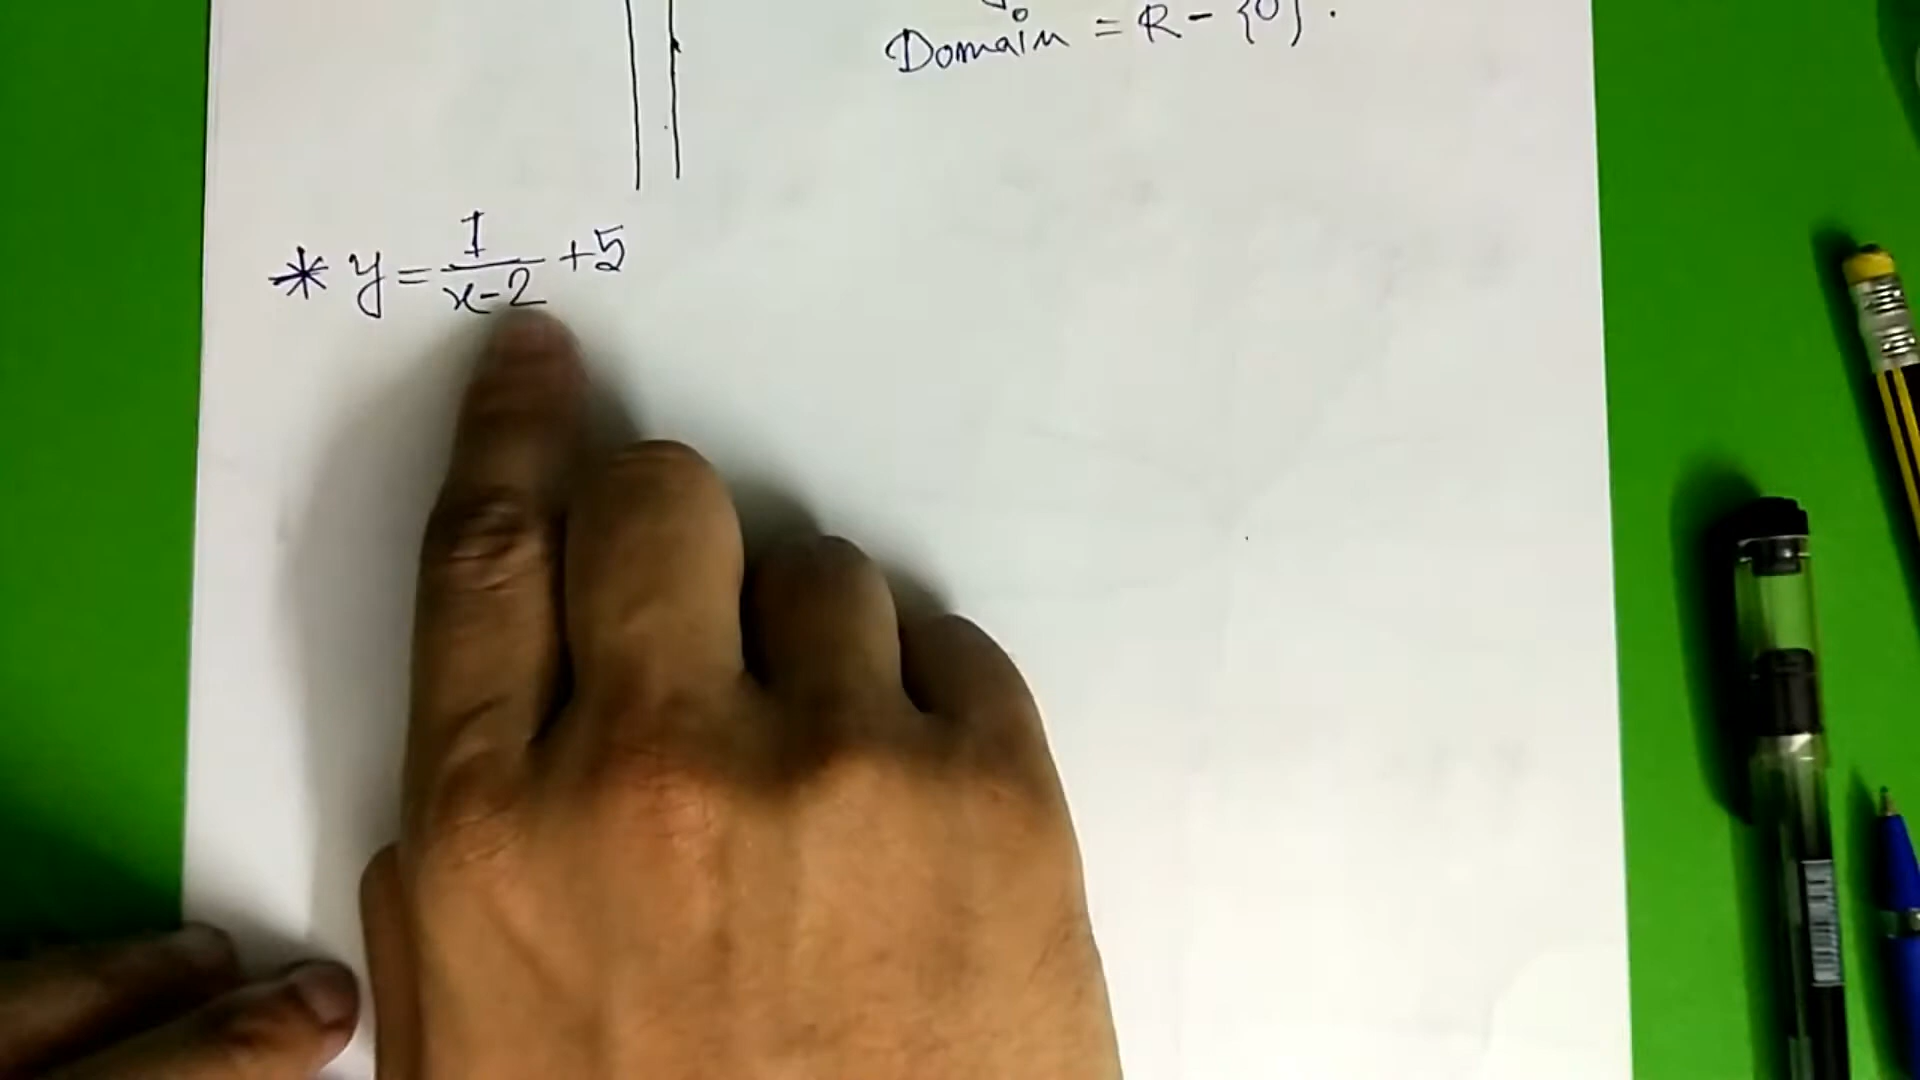 Domain = R - {0}.
* y = 1/(x-2) + 5